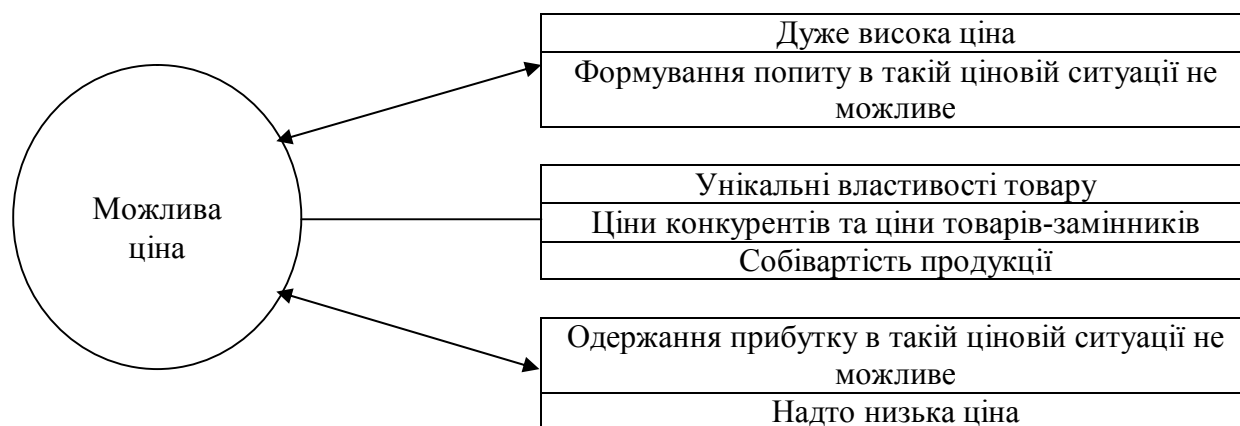 Дуже висока ціна
Формування попиту в такій ціновій ситуації не
можливе
Можлива
ціна
Унікальні властивості товару
Ціни конкурентів та ціни товарів-замінників
Собівартість продукції
Одержання прибутку в такій ціновій ситуації не
можливе
Надто низька ціна